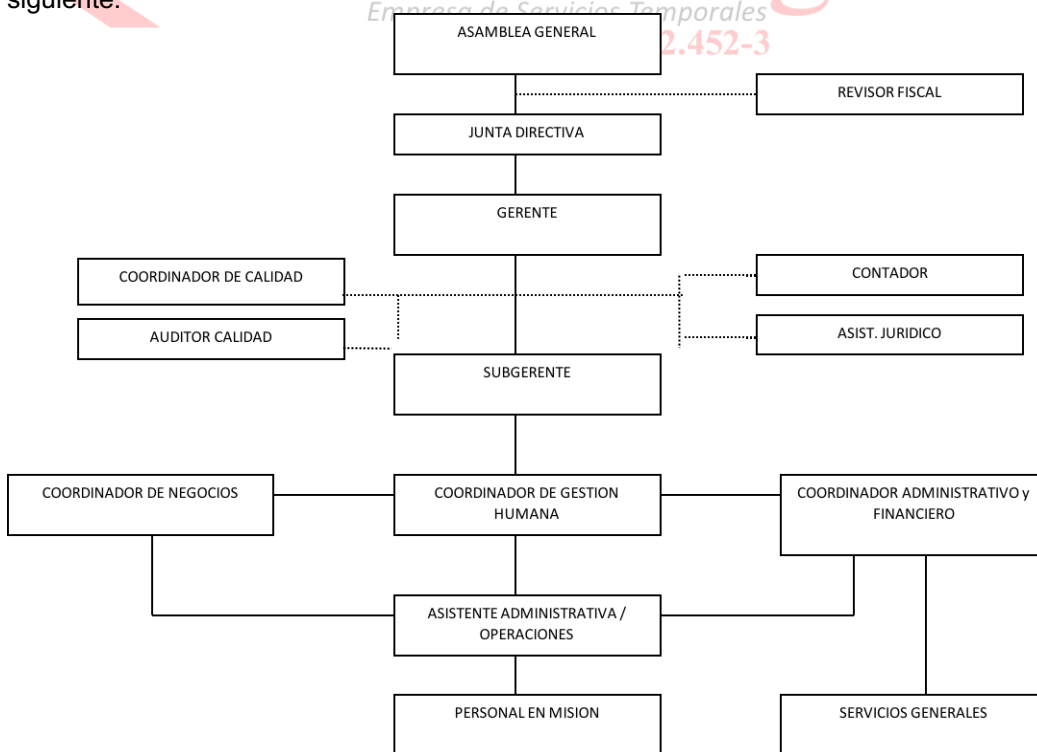 siguiente:
Empresa de Servicios Temporales
2.452-3
ASAMBLEA GENERAL
REVISOR FISCAL
JUNTA DIRECTIVA
GERENTE
COORDINADOR DE CALIDAD
CONTADOR
AUDITOR CALIDAD
ASIST. JURIDICO
SUBGERENTE
COORDINADOR DE NEGOCIOS
COORDINADOR DE GESTION
HUMANA
COORDINADOR ADMINISTRATIVO y
FINANCIERO
ASISTENTE ADMINISTRATIVA /
OPERACIONES
PERSONAL EN MISION
SERVICIOS GENERALES